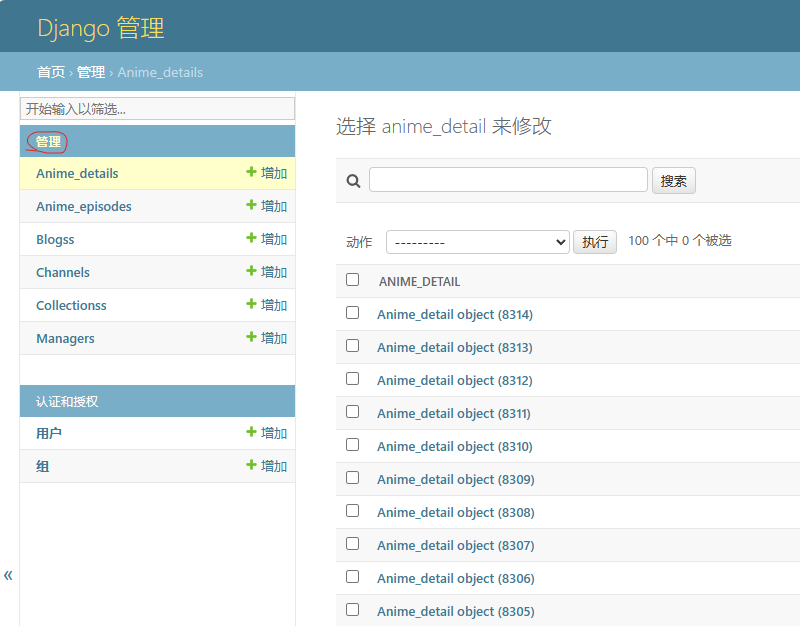 Django 管理
首页 › 管理 › Anime_details
开始输入以筛选...
管理
Anime_details + 增加
Anime_episodes + 增加
Blogss + 增加
Channels + 增加
Collectionss + 增加
Managers + 增加
认证和授权
用户 + 增加
组 + 增加
«
选择 anime_detail 来修改
搜索
动作 --------- 执行 100 个中 0 个被选
ANIME_DETAIL
Anime_detail object (8314)
Anime_detail object (8313)
Anime_detail object (8312)
Anime_detail object (8311)
Anime_detail object (8310)
Anime_detail object (8309)
Anime_detail object (8308)
Anime_detail object (8307)
Anime_detail object (8306)
Anime_detail object (8305)